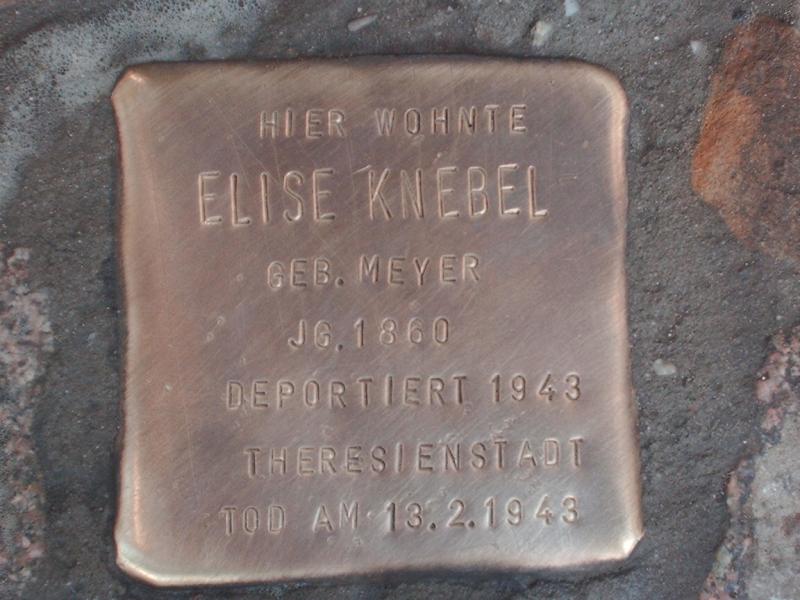 HIER WOHNTE
ELISE KNEBEL
GEB. MEYER
JG. 1860
DEPORTIERT 1943
THERESIENSTADT
TOD AM 13.2.1943